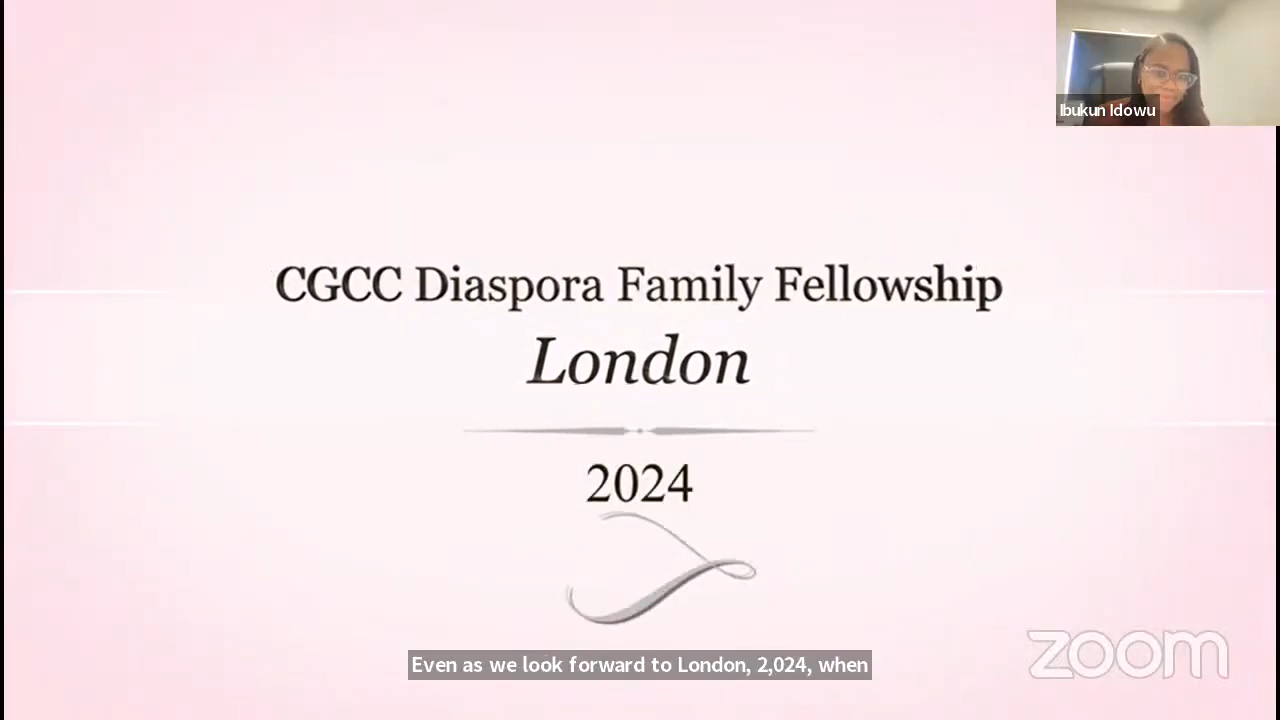 Ibukun Idowu
CGCC Diaspora Family Fellowship
London
2024
Even as we look forward to London, 2,024, when
zoom